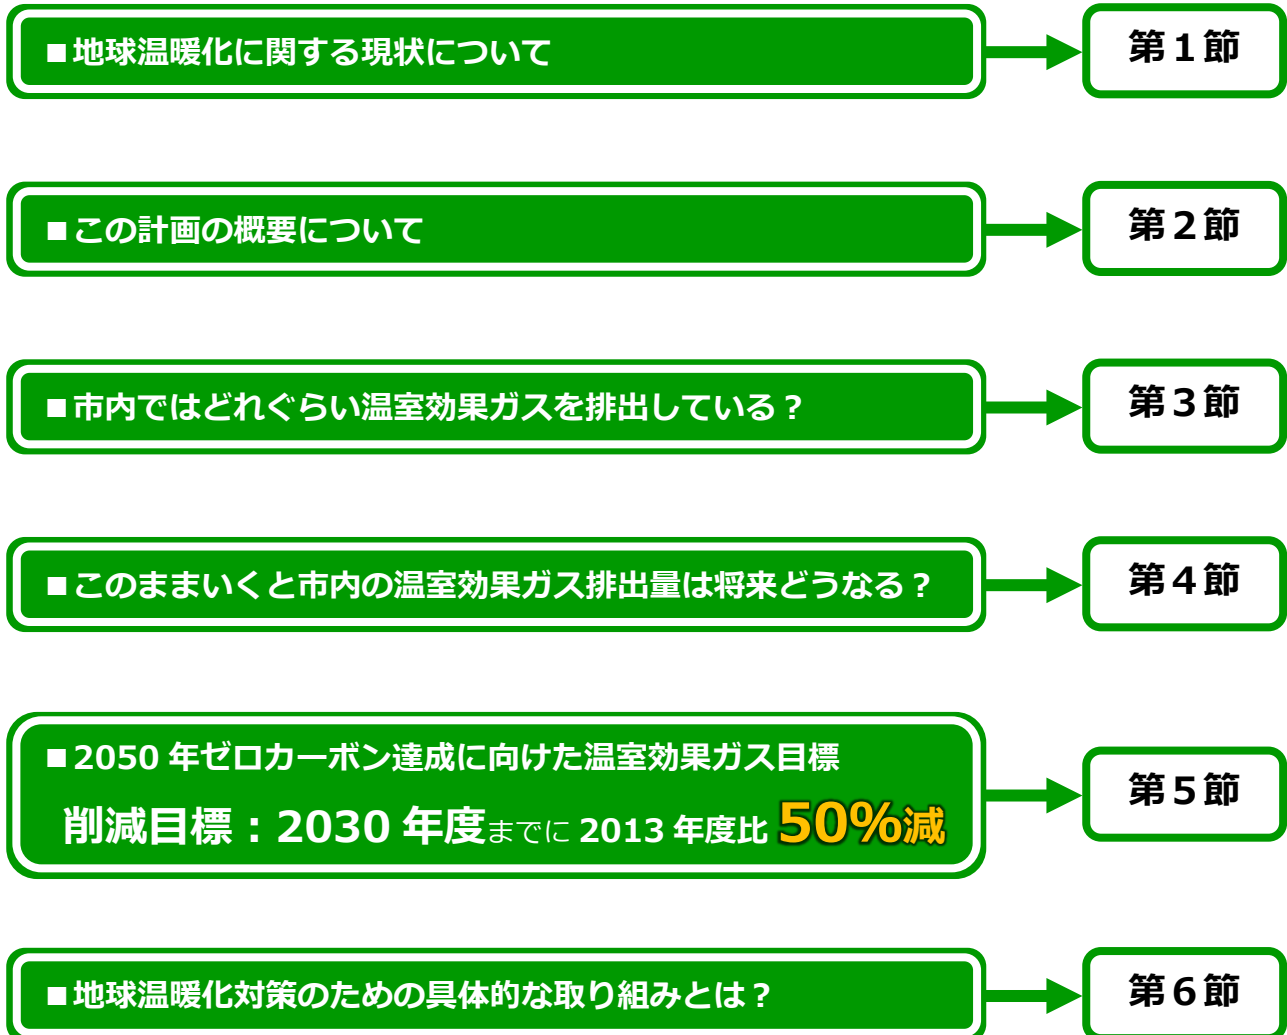 ■地球温暖化に関する現状について
第１節
■この計画の概要について
第２節
■市内ではどれぐらい温室効果ガスを排出している？
第３節
■このままいくと市内の温室効果ガス排出量は将来どうなる？
第４節
■2050 年ゼロカーボン達成に向けた温室効果ガス目標
削減目標：2030 年度までに 2013 年度比 50%減
第５節
■地球温暖化対策のための具体的な取り組みとは？
第６節